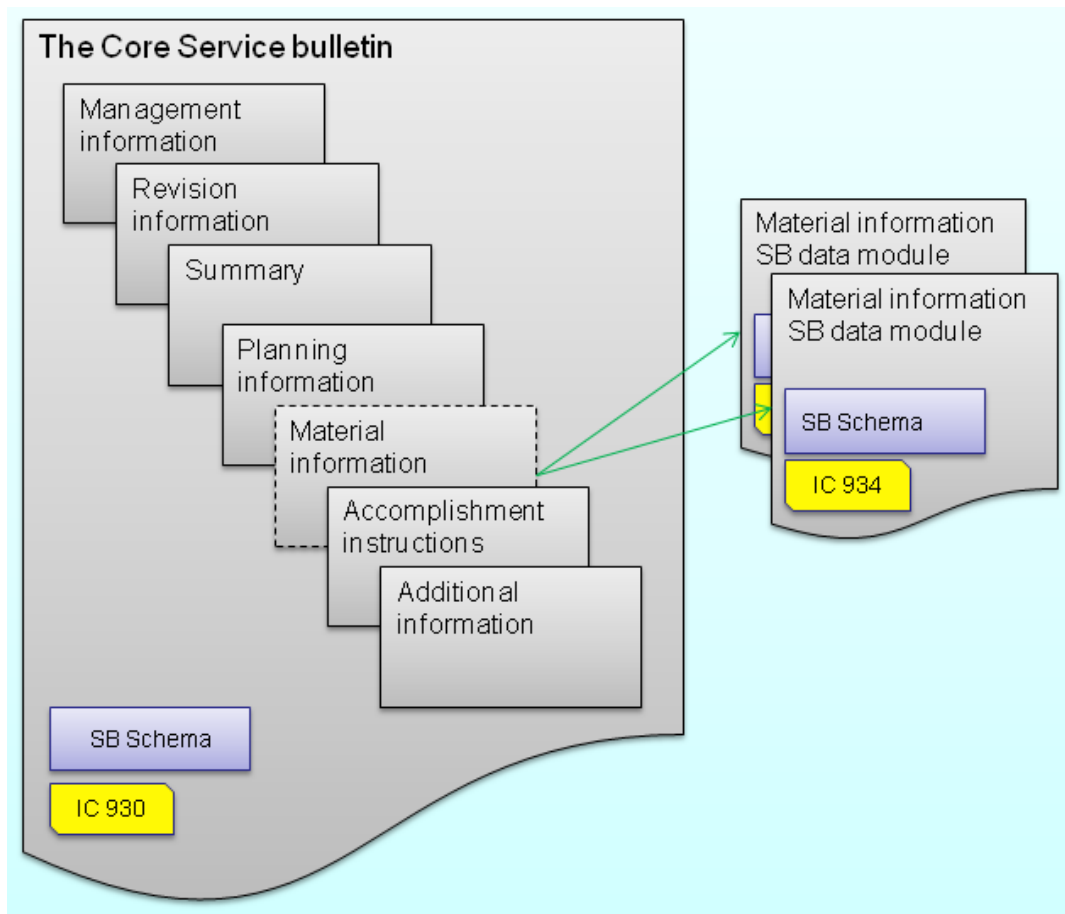 The Core Service bulletin
Management
information
Revision
information
Summary
Planning
information
Material
information
Accomplishment
instructions
Additional
information
SB Schema
IC 930
Material information
SB data module
Material information
SB data module
SB Schema
IC 934